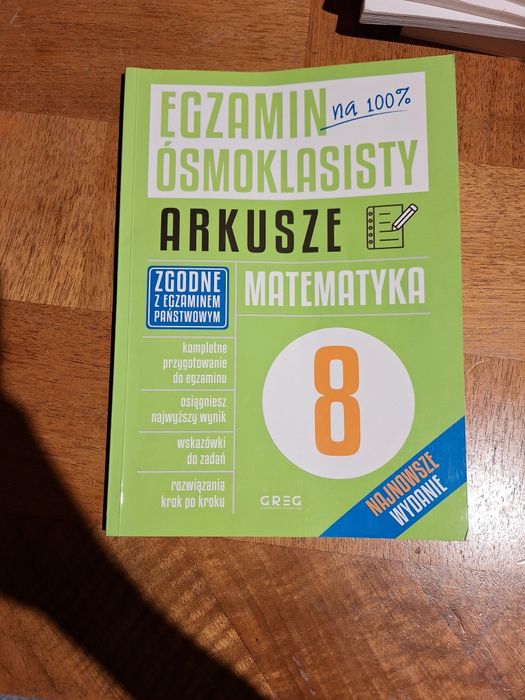 EGZAMIN na 100%
ÓSMOKLASISTY
ARKUSZE
ZGODNE
Z EGZAMINEM
PAŃSTWOWYM
MATEMATYKA
kompletne
przygotowanie
do egzaminu
osiągniesz
najwyższy wynik
wskazówki
do zadań
rozwiązania
krok po kroku
8
NAJNOWSZE
WYDANIE
GREG